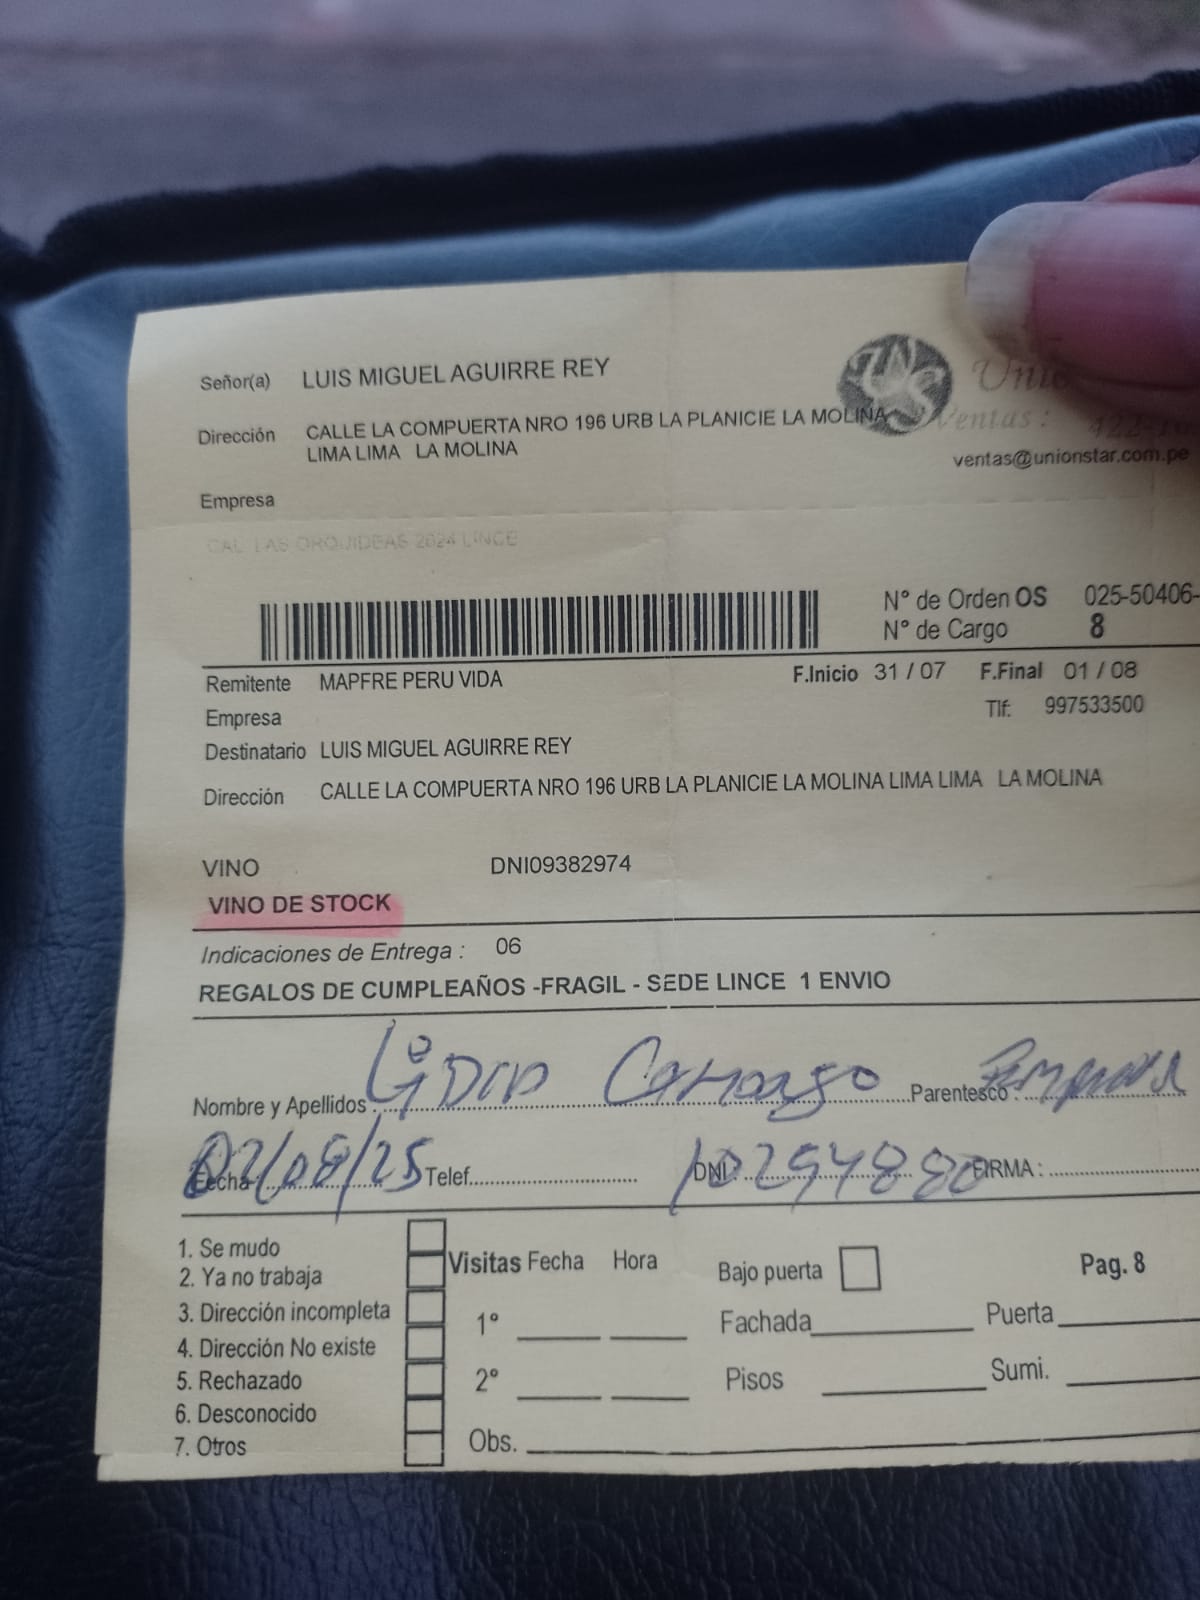 Señor(a) LUIS MIGUEL AGUIRRE REY
Dirección CALLE LA COMPUERTA NRO 196 URB LA PLANICIE LA MOLINA
LIMA LIMA LA MOLINA
Ventas:
ventas@unionstar.com.pe
Empresa
CAL LAS ORQUIDEAS 2024 LINCE
N° de Orden OS 025-50406-
N° de Cargo 8
Remitente MAPFRE PERU VIDA F.Inicio 31 / 07 F.Final 01 / 08
Empresa Tlf: 997533500
Destinatario LUIS MIGUEL AGUIRRE REY
Dirección CALLE LA COMPUERTA NRO 196 URB LA PLANICIE LA MOLINA LIMA LIMA LA MOLINA
VINO DNI09382974
VINO DE STOCK
Indicaciones de Entrega : 06
REGALOS DE CUMPLEAÑOS -FRAGIL - SEDE LINCE 1 ENVIO
Nombre y Apellidos : Parentesco :
Fecha 02/08/25 Telef. DNI FIRMA :
1. Se mudo
2. Ya no trabaja
3. Dirección incompleta
4. Dirección No existe
5. Rechazado
6. Desconocido
7. Otros
Visitas Fecha Hora
1°
2°
Obs.
Bajo puerta Pag. 8
Fachada Puerta
Pisos Sumi.